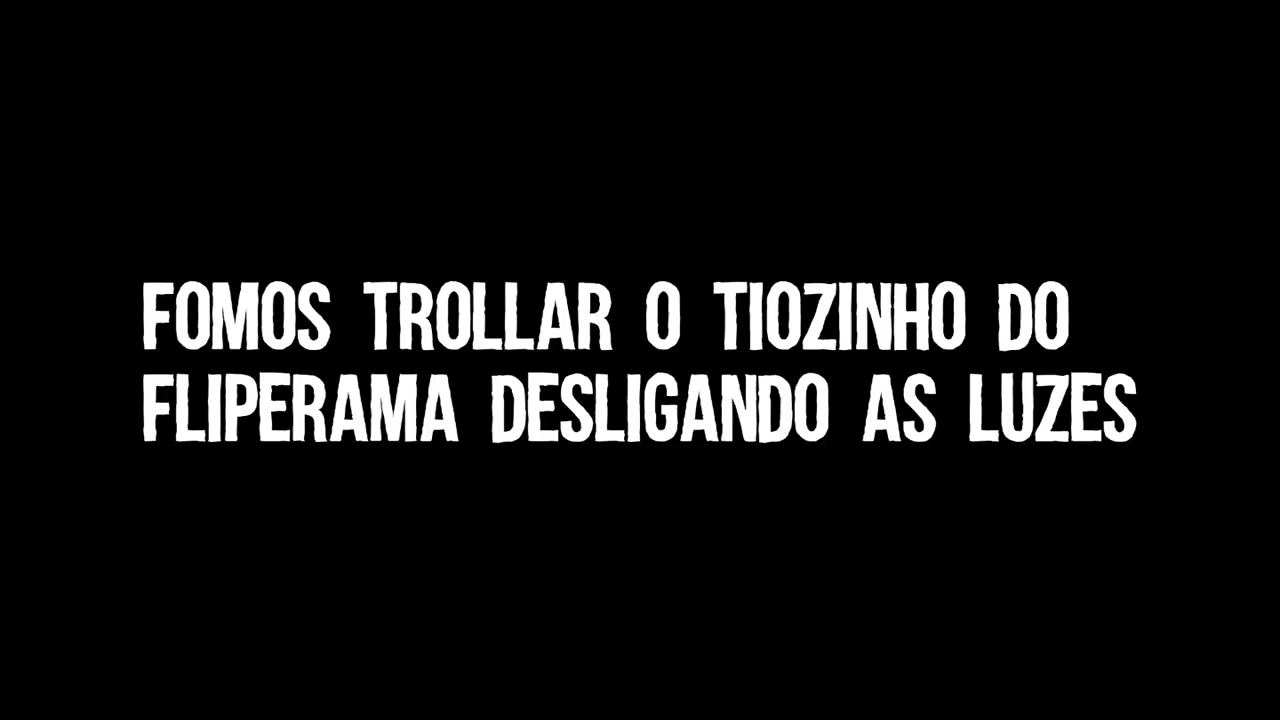 FOMOS TROLLAR O TIOZINHO DO
FLIPERAMA DESLIGANDO AS LUZES